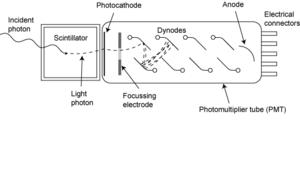 Photocathode
Anode
Incident
photon
Scintillator
Dynodes
Electrical
connectors
Light
photon
Focussing
electrode
Photomultiplier tube (PMT)